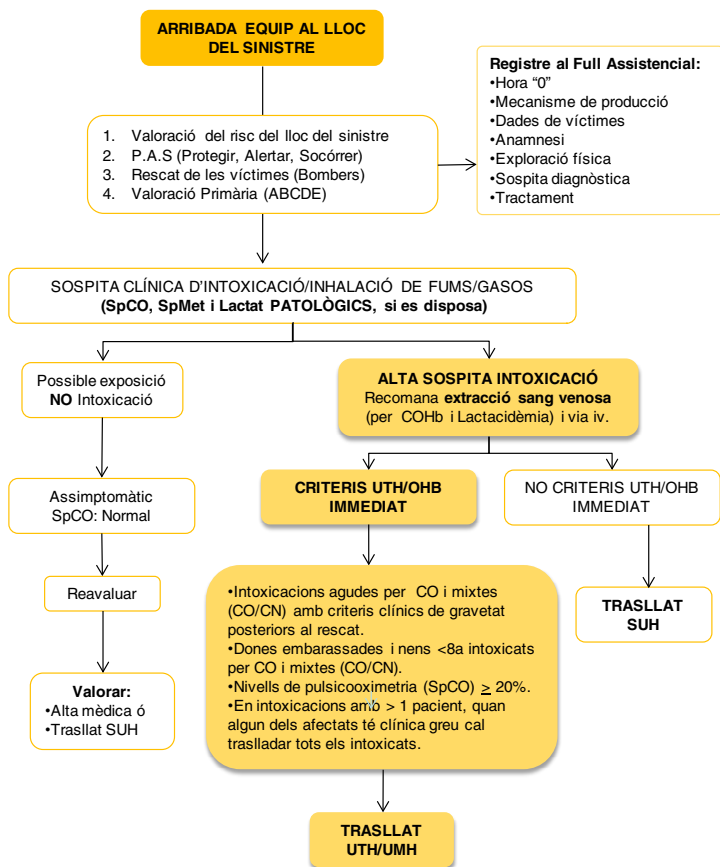 ARRIBADA EQUIP AL LLOC
DEL SINISTRE
Registre al Full Assistencial:
•Hora “0”
•Mecanisme de producció
•Dades de víctimes
•Anamnesi
•Exploració física
•Sospita diagnòstica
•Tractament
1. Valoració del risc del lloc del sinistre
2. P.A.S (Protegir, Alertar, Socórrer)
3. Rescat de les víctimes (Bombers)
4. Valoració Primària (ABCDE)
SOSPITA CLÍNICA D’INTOXICACIÓ/INHALACIÓ DE FUMS/GASOS
(SpCO, SpMet i Lactat PATOLÒGICS, si es disposa)
Possible exposició
NO Intoxicació
ALTA SOSPITA INTOXICACIÓ
Recomana extracció sang venosa
(per COHb i Lactacidèmia) i via iv.
Assimptomàtic
SpCO: Normal
CRITERIS UTH/OHB
IMMEDIAT
NO CRITERIS UTH/OHB
IMMEDIAT
Reavaluar
•Intoxicacions agudes per CO i mixtes
(CO/CN) amb criteris clínics de gravetat
posteriors al rescat.
•Dones embarassades i nens <8a intoxicats
per CO i mixtes (CO/CN).
•Nivells de pulsicooximetria (SpCO) ≥ 20%.
•En intoxicacions amb > 1 pacient, quan
algun dels afectats té clínica greu cal
traslladar tots els intoxicats.
TRASLLAT
SUH
Valorar:
•Alta mèdica ó
•Trasllat SUH
TRASLLAT
UTH/UMH